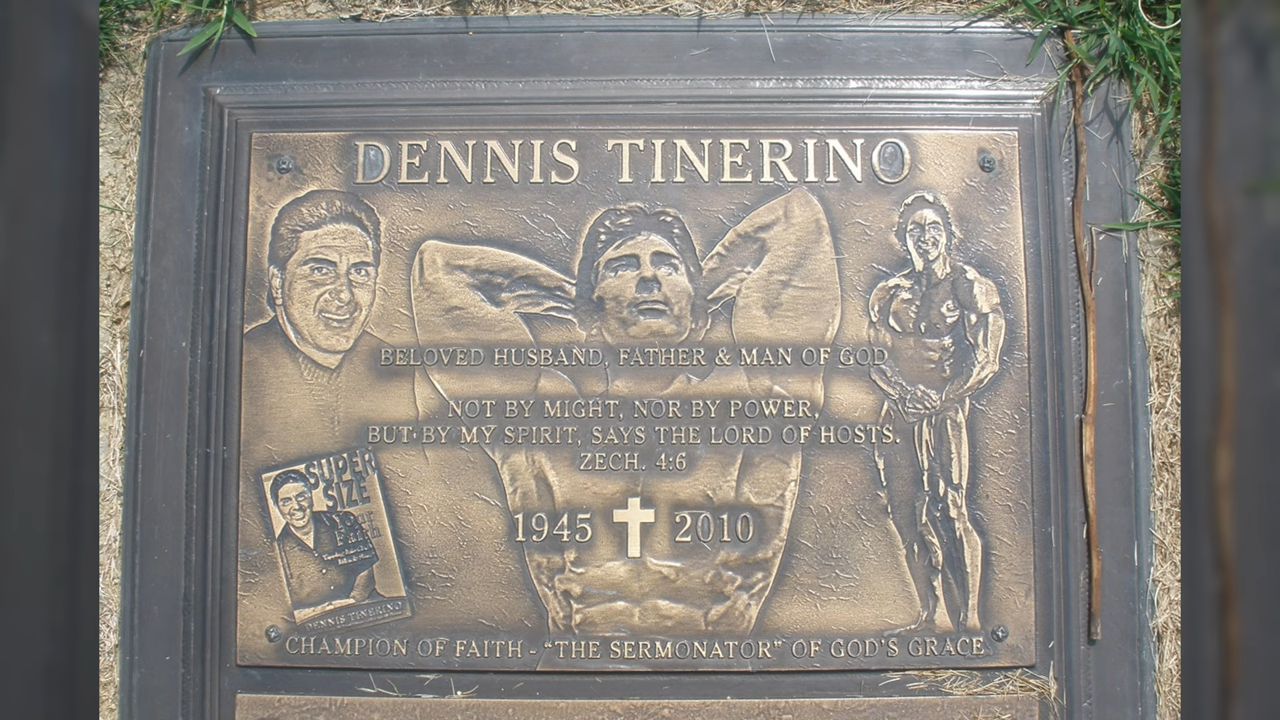 DENNIS TINERINO
BELOVED HUSBAND, FATHER & MAN OF GOD
NOT BY MIGHT, NOR BY POWER,
BUT BY MY SPIRIT, SAYS THE LORD OF HOSTS.
ZECH. 4:6
1945 2010
SUPER
SIZE
DENNIS TINERINO
CHAMPION OF FAITH - "THE SERMONATOR" OF GOD'S GRACE